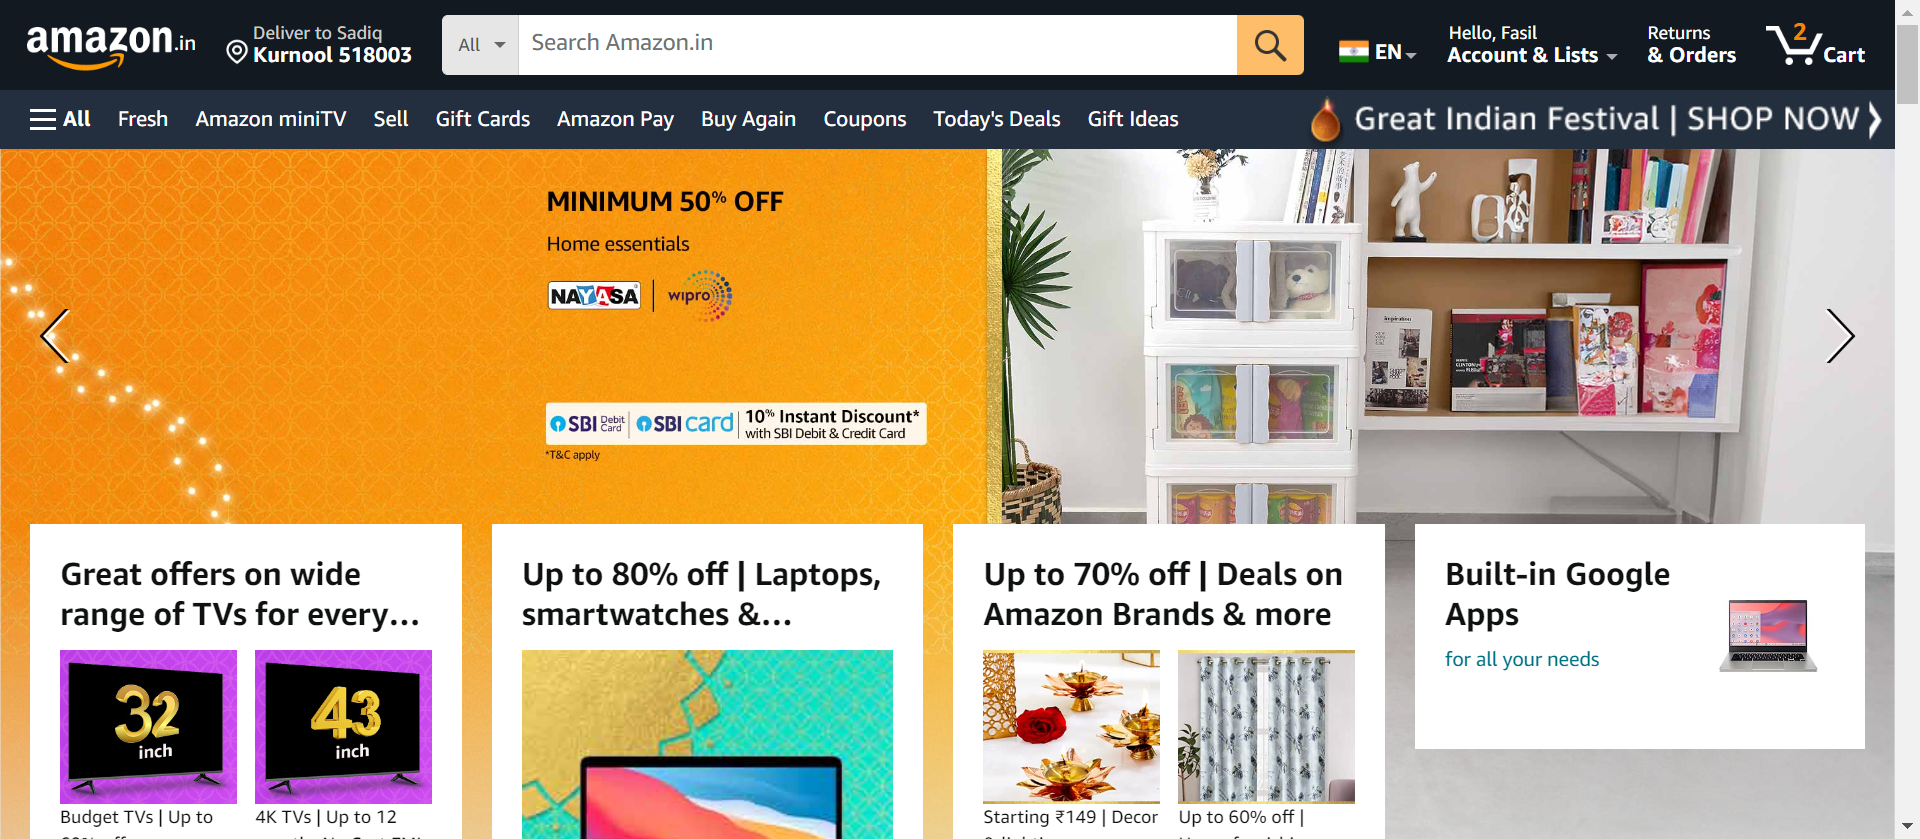 amazon.in
Deliver to Sadiq
Kurnool 518003
All
Search Amazon.in
EN
Hello, Fasil
Account & Lists
Returns
& Orders
2
Cart
All
Fresh
Amazon miniTV
Sell
Gift Cards
Amazon Pay
Buy Again
Coupons
Today's Deals
Gift Ideas
Great Indian Festival | SHOP NOW
MINIMUM 50% OFF
Home essentials
NAYASA
wipro
SBI Debit Card
SBI card
10% Instant Discount*
with SBI Debit & Credit Card
*T&C apply
inspiration
Great offers on wide
range of TVs for every...
32
inch
43
inch
Budget TVs | Up to
4K TVs | Up to 12
Up to 80% off | Laptops,
smartwatches &...
Up to 70% off | Deals on
Amazon Brands & more
Starting ₹149 | Decor
Up to 60% off |
Built-in Google
Apps
for all your needs